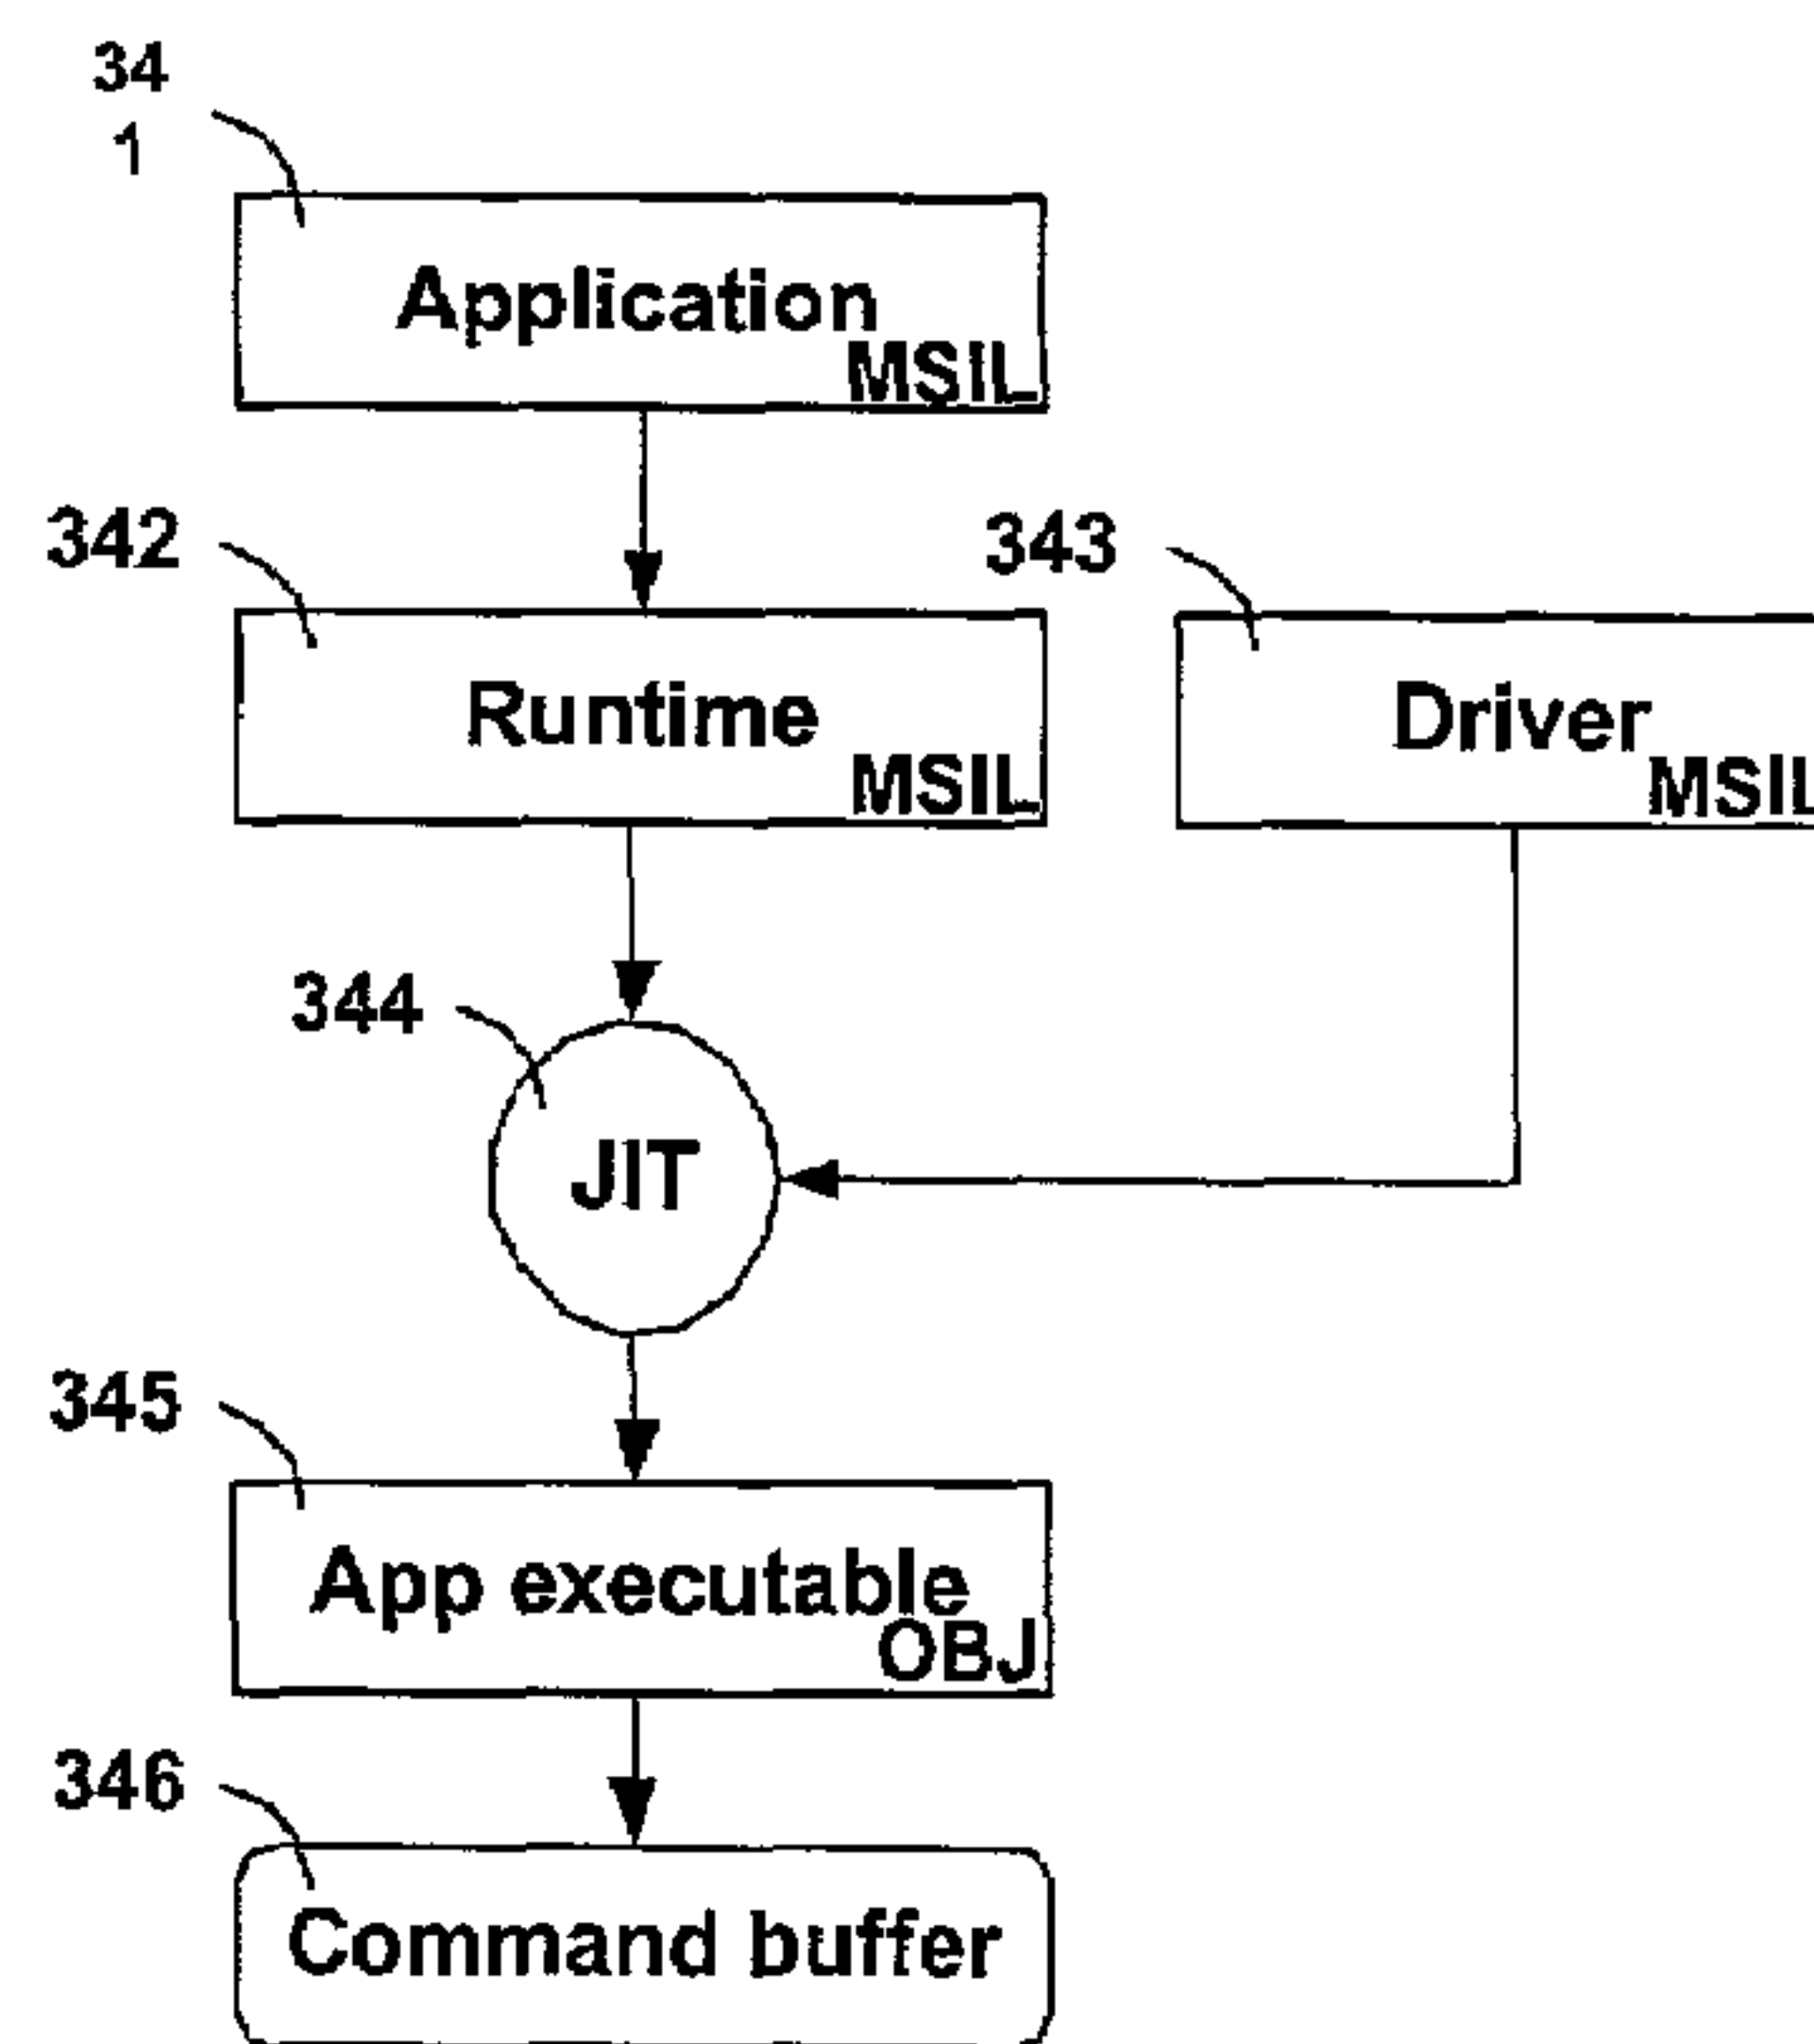 34
1
Application
MSIL
342
343
Runtime
MSIL
Driver
MSIL
344
JIT
345
App executable
OBJ
346
Command buffer